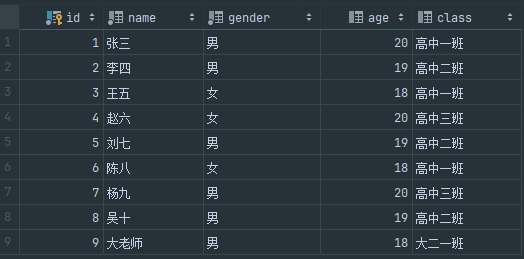 id name gender age class
1 1 张三 男 20 高中一班
2 2 李四 男 19 高中二班
3 3 王五 女 18 高中一班
4 4 赵六 女 20 高中三班
5 5 刘七 男 19 高中二班
6 6 陈八 女 18 高中一班
7 7 杨九 男 20 高中三班
8 8 吴十 男 19 高中二班
9 9 大老师 男 18 大二一班